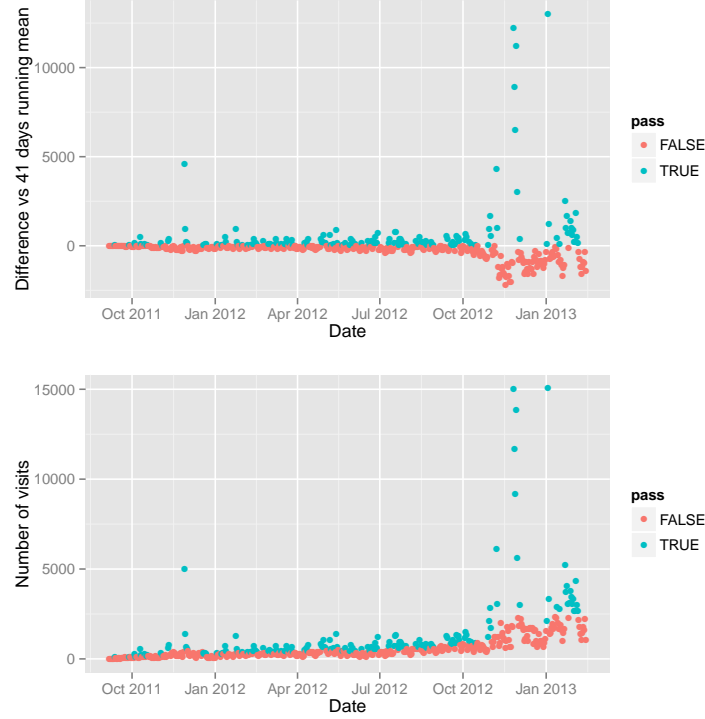 Difference vs 41 days running mean
10000
5000
0
Oct 2011 Jan 2012 Apr 2012 Jul 2012 Oct 2012 Jan 2013
Date
pass
FALSE
TRUE
Number of visits
15000
10000
5000
0
Oct 2011 Jan 2012 Apr 2012 Jul 2012 Oct 2012 Jan 2013
Date
pass
FALSE
TRUE